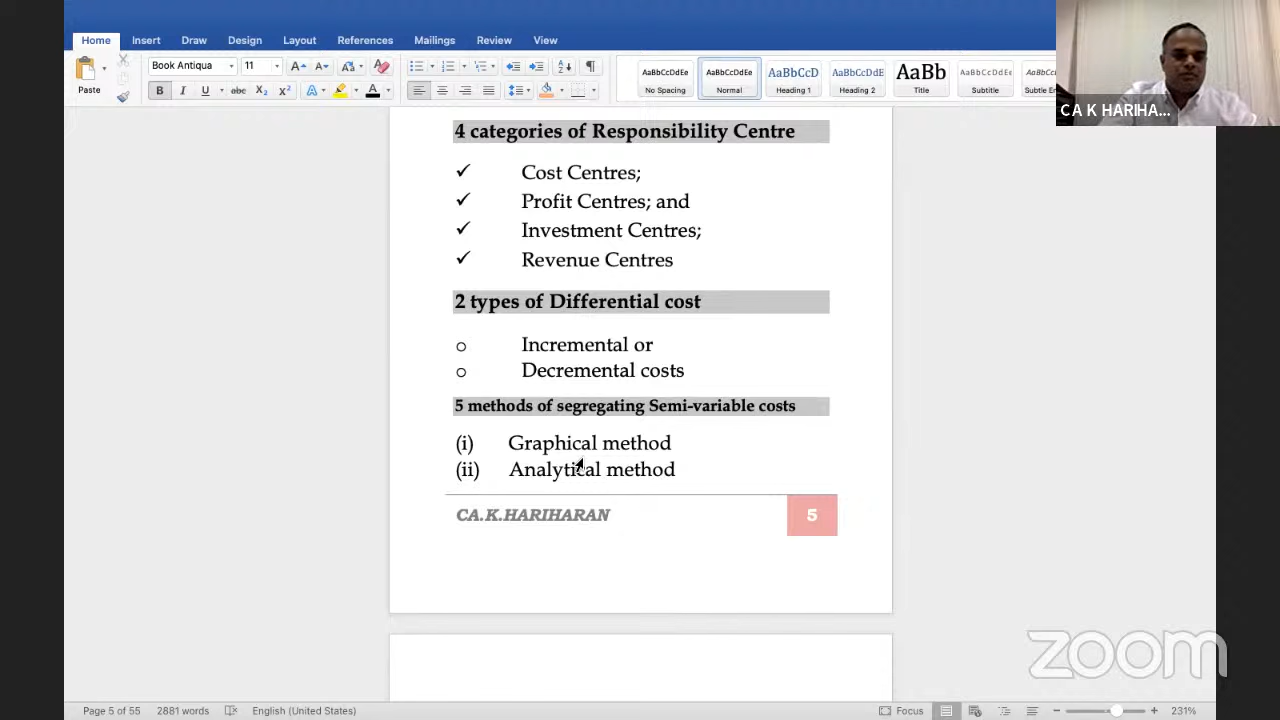 Home Insert Draw Design Layout References Mailings Review View
Paste
Book Antiqua 11
AaBbCcDdEe No Spacing
AaBbCcDdEe Normal
AaBbCcD Heading 1
AaBbCcDdE Heading 2
AaBb Title
AaBbCcDdEe Subtitle
C A K HARIHA...
4 categories of Responsibility Centre
✓ Cost Centres;
✓ Profit Centres; and
✓ Investment Centres;
✓ Revenue Centres
2 types of Differential cost
o Incremental or
o Decremental costs
5 methods of segregating Semi-variable costs
(i) Graphical method
(ii) Analytical method
CA.K.HARIHARAN 5
zoom
Page 5 of 55 2881 words English (United States) Focus 231%